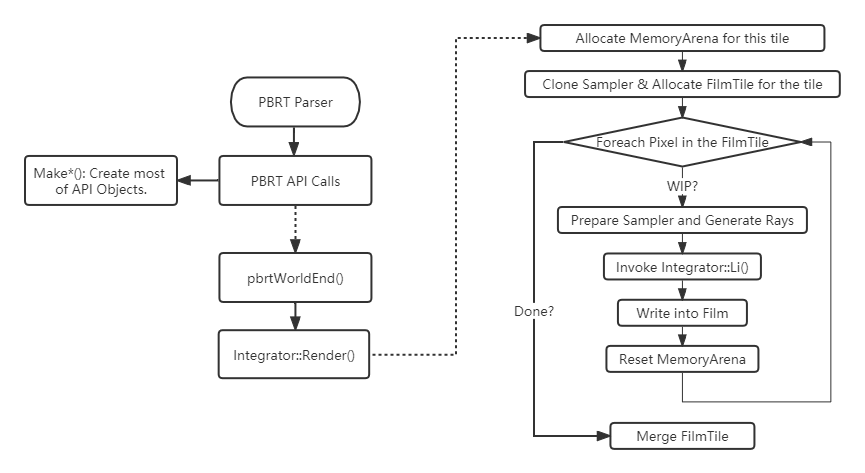 PBRT Parser
Make*(): Create most
of API Objects.
PBRT API Calls
pbrtWorldEnd()
Integrator::Render()
Allocate MemoryArena for this tile
Clone Sampler & Allocate FilmTile for the tile
Foreach Pixel in the FilmTile
WIP?
Prepare Sampler and Generate Rays
Invoke Integrator::Li()
Write into Film
Done?
Reset MemoryArena
Merge FilmTile